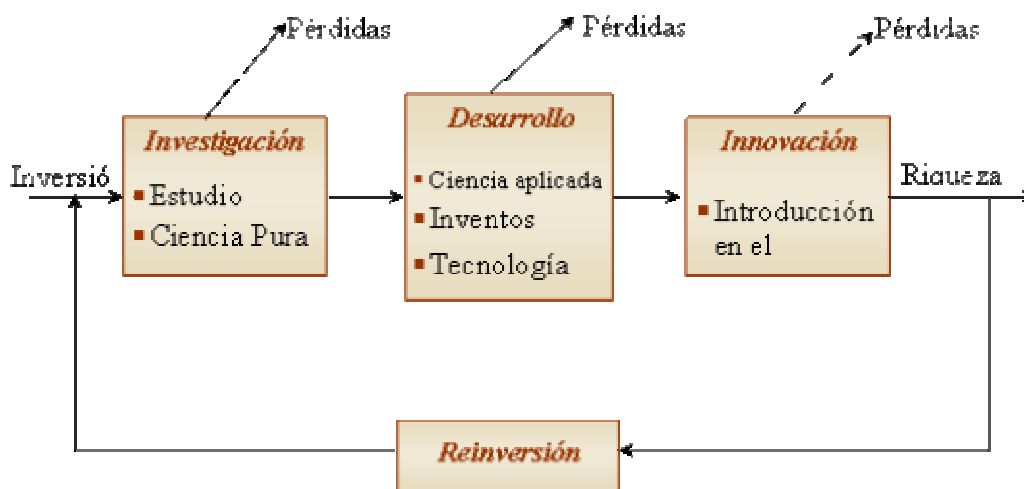 Pérdidas
Pérdidas
Pérdidas
Investigación
Estudio
Ciencia Pura
Desarrollo
Ciencia aplicada
Inventos
Tecnología
Innovación
Introducción
en el
Inversió
Riqueza
Reinversión